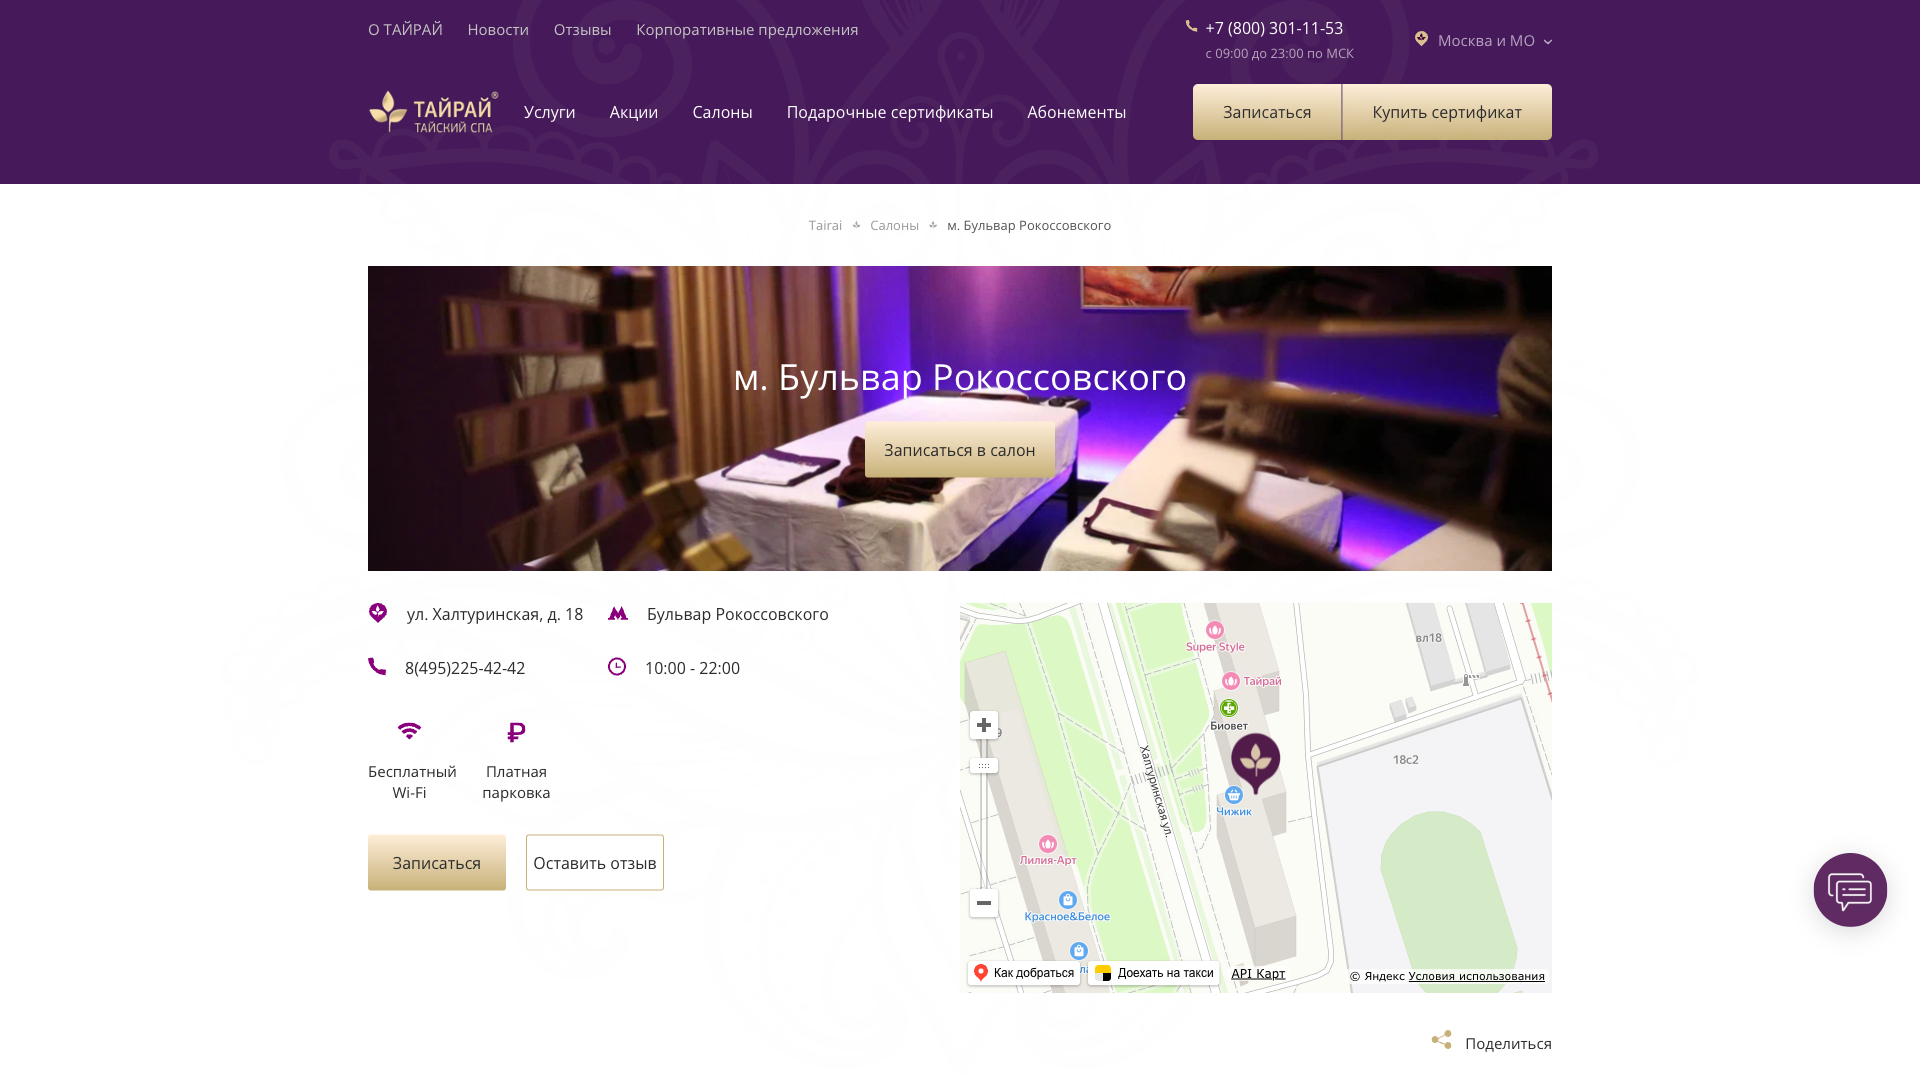 О ТАЙРАЙ
Новости
Отзывы
Корпоративные предложения
+7 (800) 301-11-53
с 09:00 до 23:00 по МСК
Москва и МО
ТАЙРАЙ®
ТАЙСКИЙ СПА
Услуги
Акции
Салоны
Подарочные сертификаты
Абонементы
Записаться
Купить сертификат
Tairai
Салоны
м. Бульвар Рокоссовского
м. Бульвар Рокоссовского
Записаться в салон
ул. Халтуринская, д. 18
Бульвар Рокоссовского
8(495)225-42-42
10:00 - 22:00
Бесплатный
Wi-Fi
Платная
парковка
Записаться
Оставить отзыв
Super Style
вл18
Тайрай
Биовет
18с2
Халтуринская ул.
Чижик
Лилия-Арт
Красное&Белое
Как добраться
Доехать на такси
API Карт
© Яндекс Условия использования
Поделиться